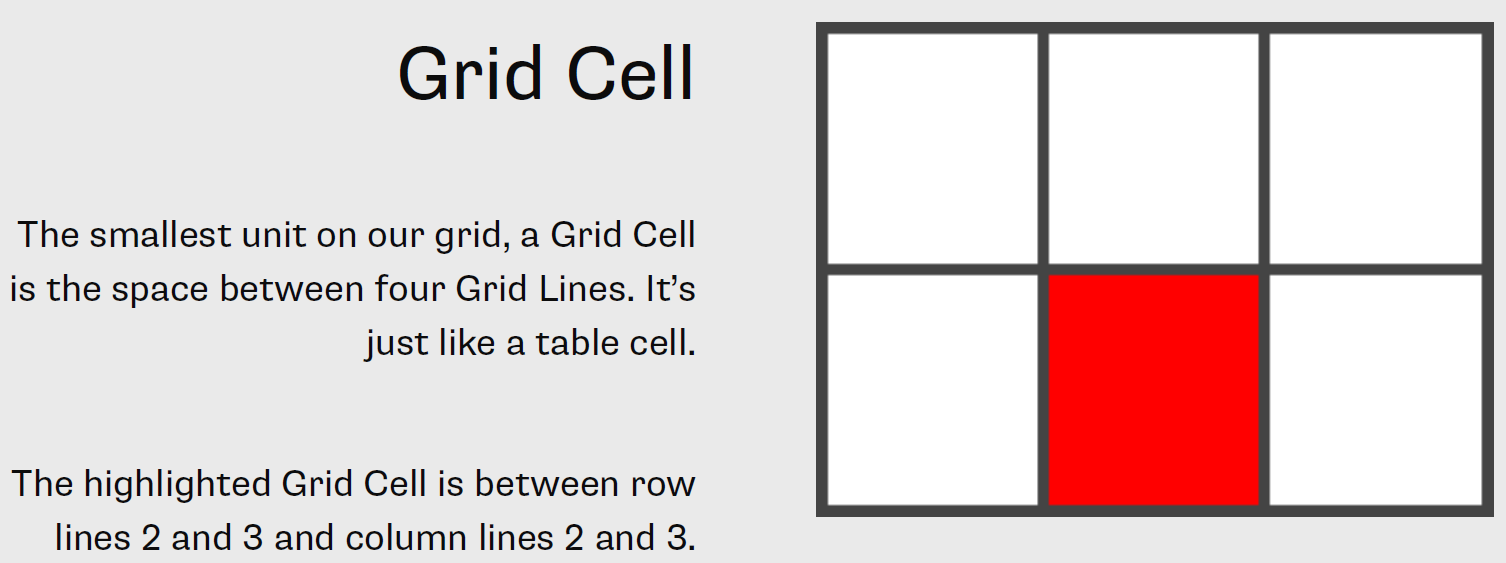 Grid Cell
The smallest unit on our grid, a Grid Cell
is the space between four Grid Lines. It’s
just like a table cell.
The highlighted Grid Cell is between row
lines 2 and 3 and column lines 2 and 3.